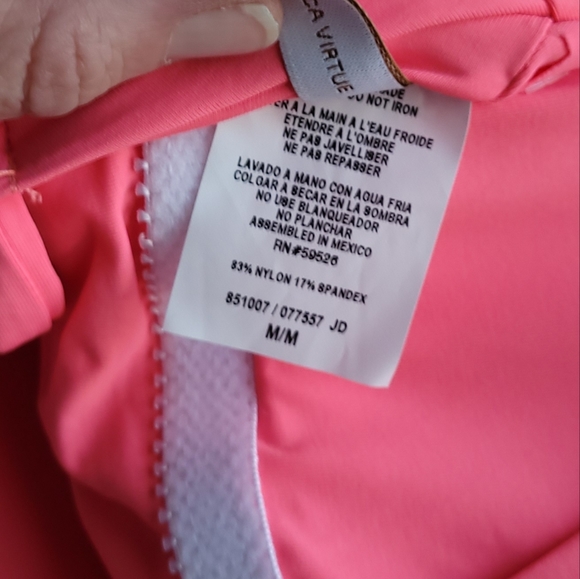 CA VIRTUE
ADE
DO NOT IRON
ER A LA MAIN A L'EAU FROIDE
ETENDRE A L'OMBRE
NE PAS JAVELLISER
NE PAS REPASSER
LAVADO A MANO CON AGUA FRIA
COLGAR A SECAR EN LA SOMBRA
NO USE BLANQUEADOR
NO PLANCHAR
ASSEMBLED IN MEXICO
RN#59526
83% NYLON 17% SPANDEX
851007 / 077557 JD
M/M